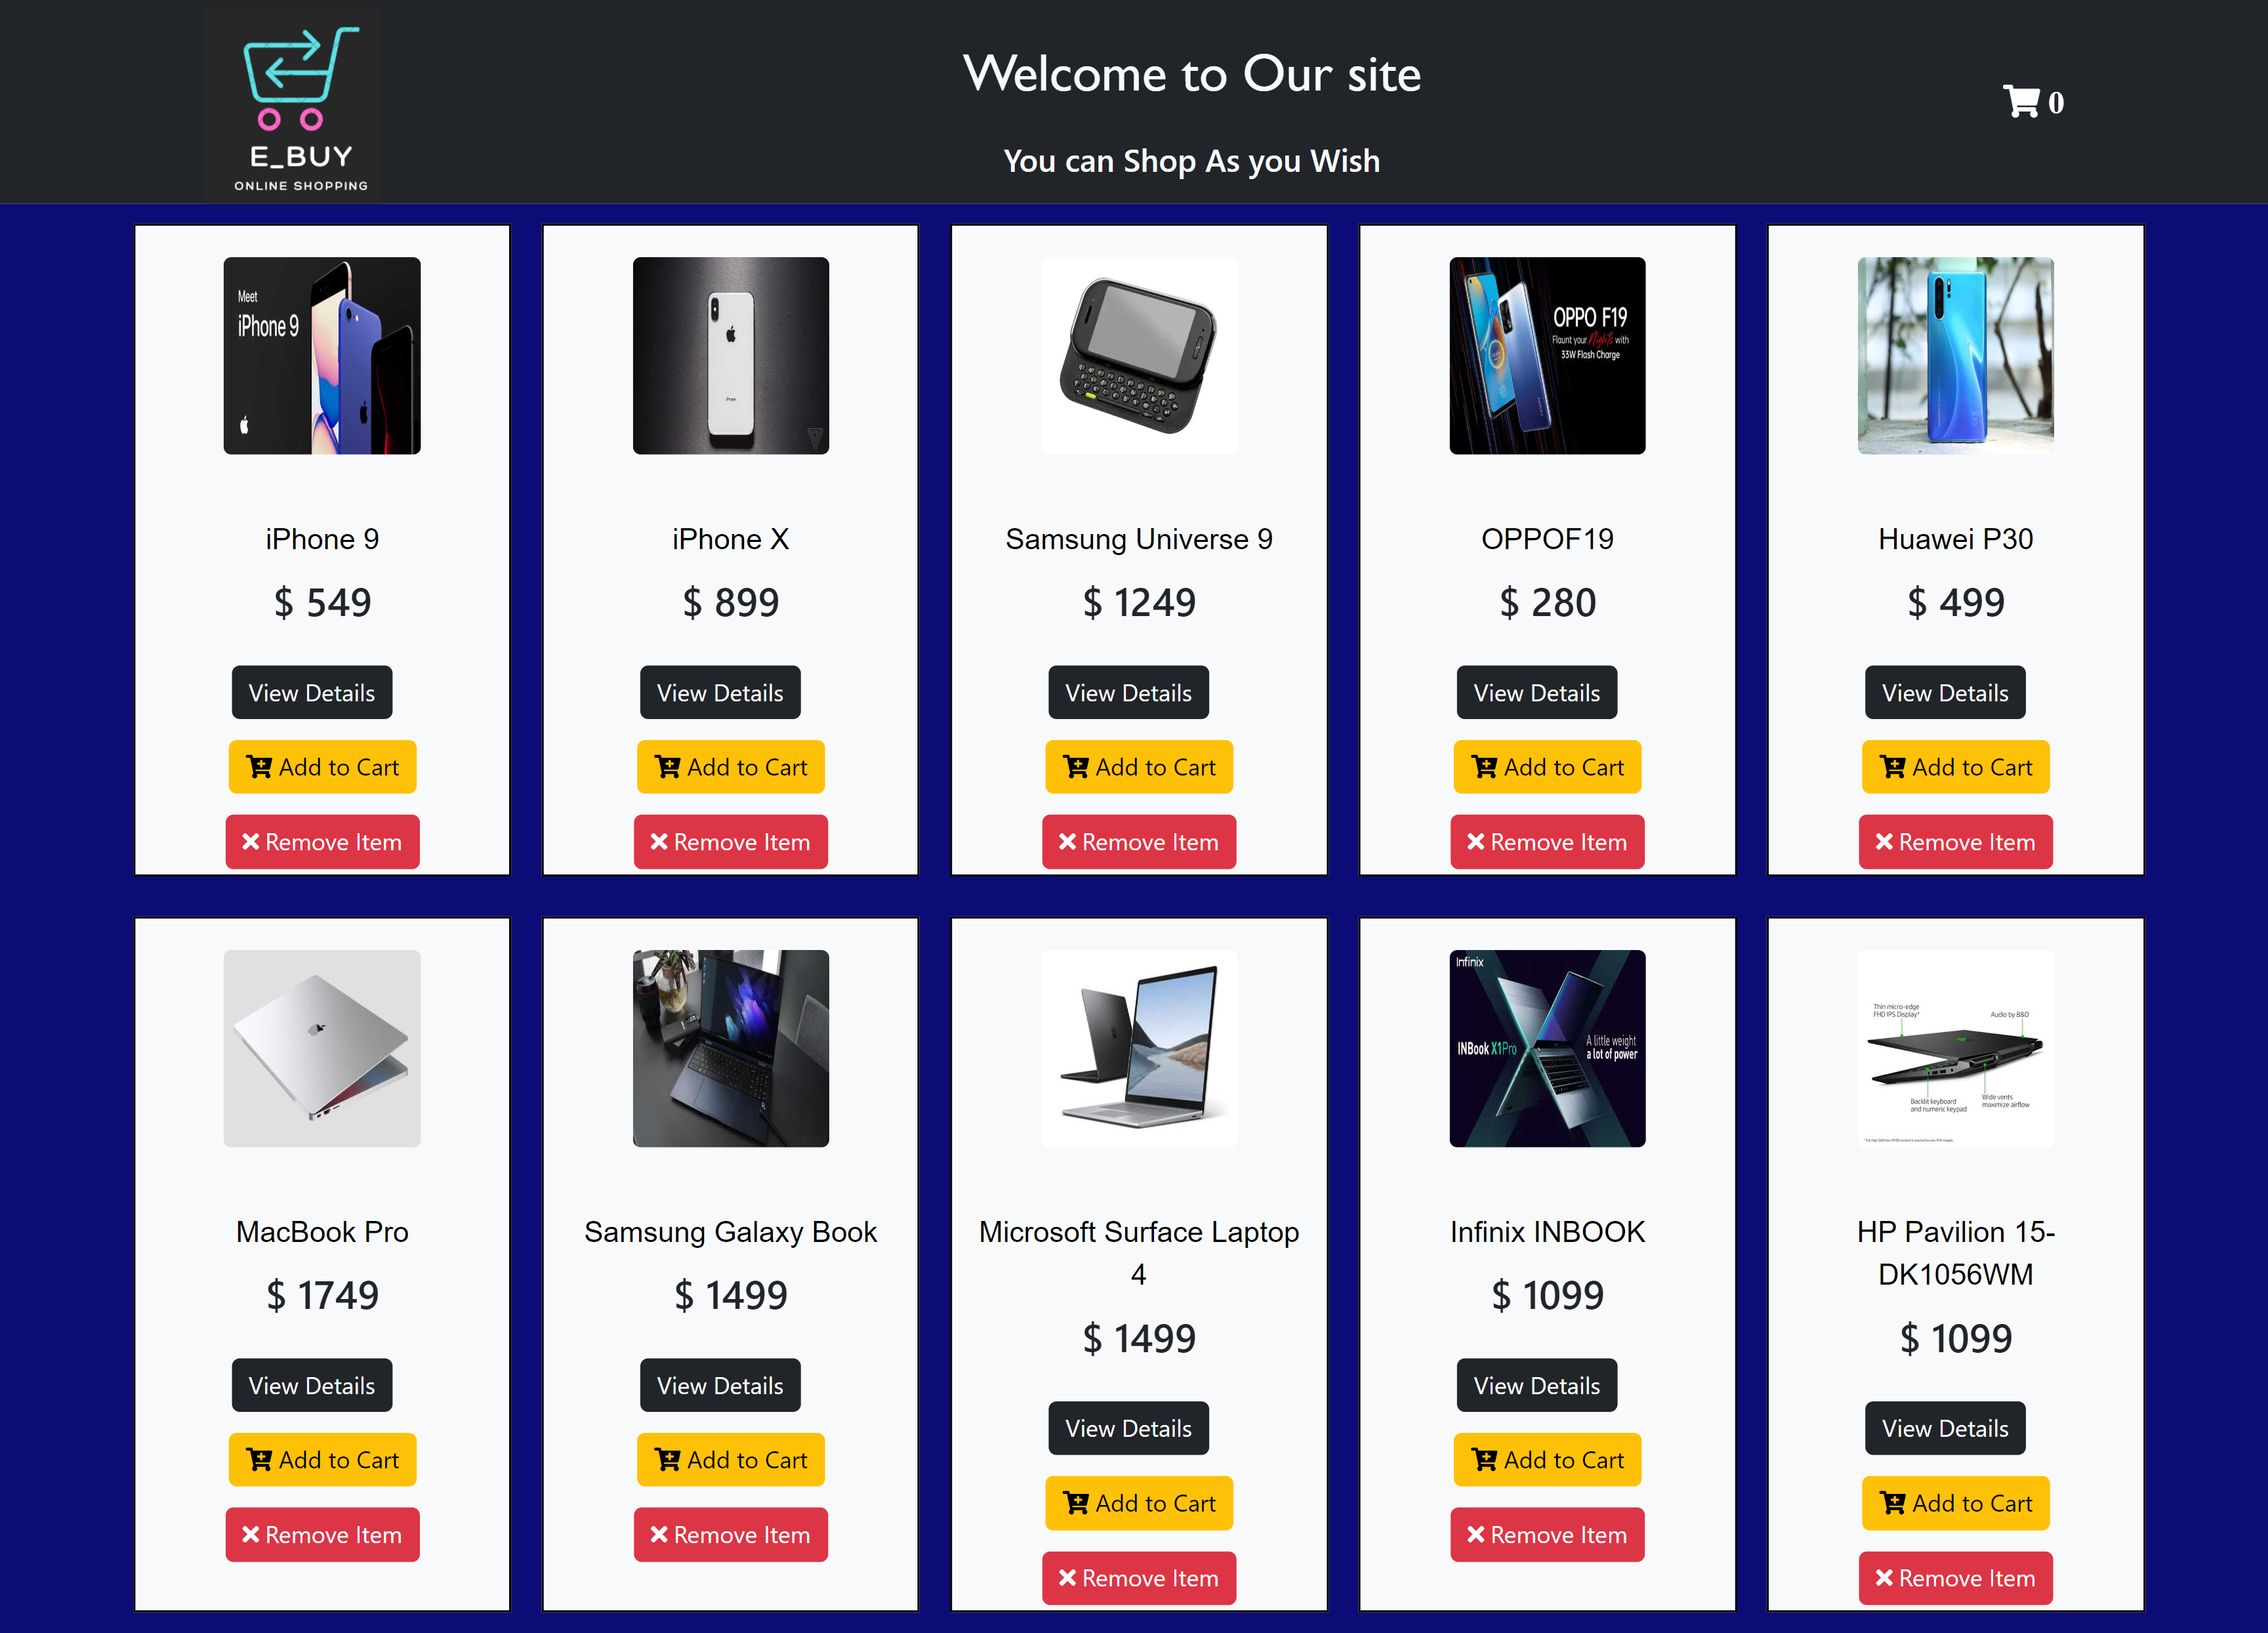 E_BUY
ONLINE SHOPPING
Welcome to Our site
You can Shop As you Wish
0
Meet
iPhone 9
iPhone 9
$ 549
View Details
Add to Cart
Remove Item
iPhone X
$ 899
View Details
Add to Cart
Remove Item
Samsung Universe 9
$ 1249
View Details
Add to Cart
Remove Item
OPPO F19
Flaunt your Nights with
33W Flash Charge
OPPOF19
$ 280
View Details
Add to Cart
Remove Item
Huawei P30
$ 499
View Details
Add to Cart
Remove Item
MacBook Pro
$ 1749
View Details
Add to Cart
Remove Item
Samsung Galaxy Book
$ 1499
View Details
Add to Cart
Remove Item
Microsoft Surface Laptop
4
$ 1499
View Details
Add to Cart
Remove Item
Infinix
INBook X1Pro
A little weight
a lot of power
Infinix INBOOK
$ 1099
View Details
Add to Cart
Remove Item
Thin micro-edge
FHD IPS Display¹
Audio by B&O
Backlit keyboard
and numeric keypad
Wide vents
maximize airflow
HP Pavilion 15-
DK1056WM
$ 1099
View Details
Add to Cart
Remove Item